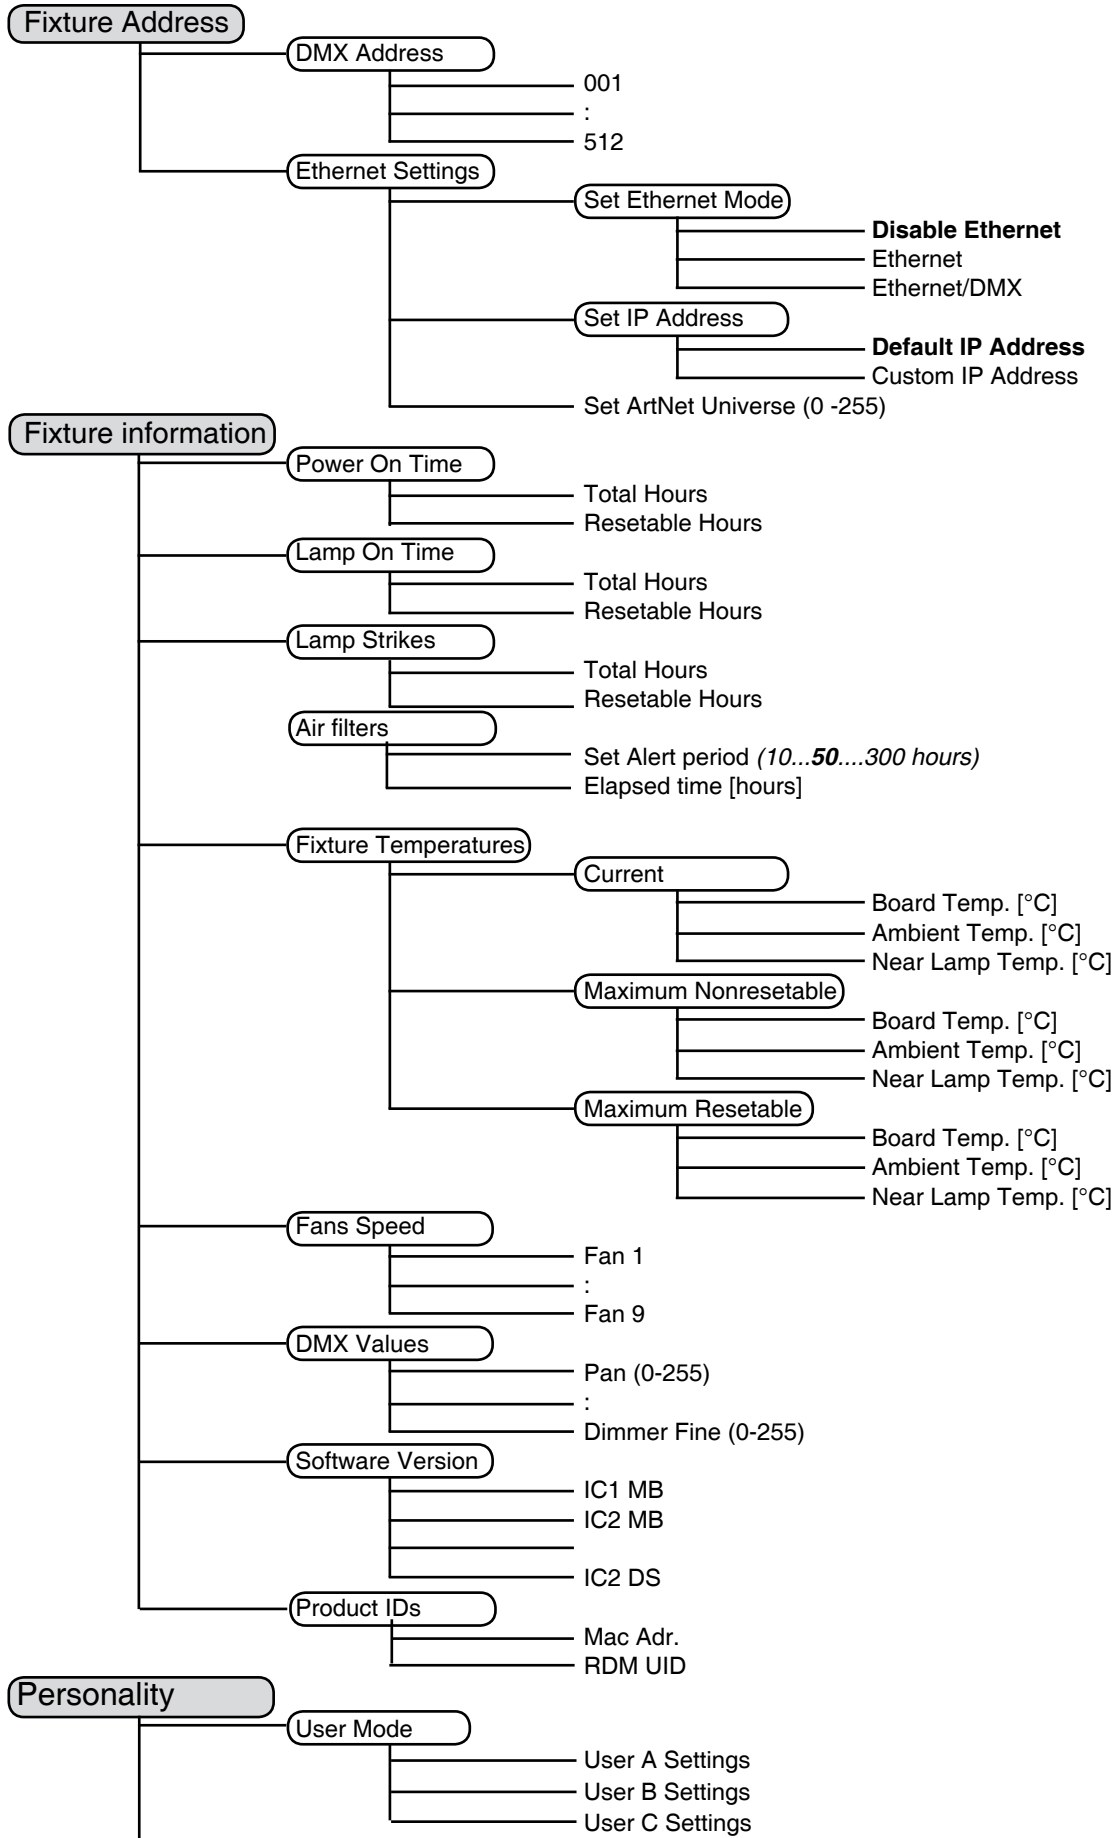 Fixture Address
DMX Address
001
:
512
Ethernet Settings
Set Ethernet Mode
Disable Ethernet
Ethernet
Ethernet/DMX
Set IP Address
Default IP Address
Custom IP Address
Set ArtNet Universe (0 -255)
Fixture information
Power On Time
Total Hours
Resetable Hours
Lamp On Time
Total Hours
Resetable Hours
Lamp Strikes
Total Hours
Resetable Hours
Air filters
Set Alert period (10...50....300 hours)
Elapsed time [hours]
Fixture Temperatures
Current
Board Temp. [°C]
Ambient Temp. [°C]
Near Lamp Temp. [°C]
Maximum Nonresetable
Board Temp. [°C]
Ambient Temp. [°C]
Near Lamp Temp. [°C]
Maximum Resetable
Board Temp. [°C]
Ambient Temp. [°C]
Near Lamp Temp. [°C]
Fans Speed
Fan 1
:
Fan 9
DMX Values
Pan (0-255)
:
Dimmer Fine (0-255)
Software Version
IC1 MB
IC2 MB
IC2 DS
Product IDs
Mac Adr.
RDM UID
Personality
User Mode
User A Settings
User B Settings
User C Settings